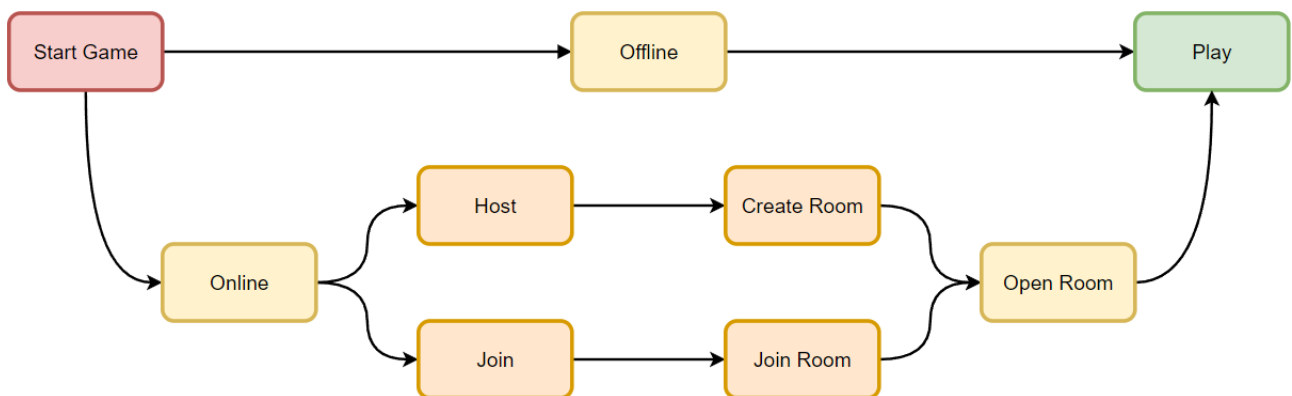 Start Game
Offline
Play
Host
Create Room
Online
Open Room
Join
Join Room